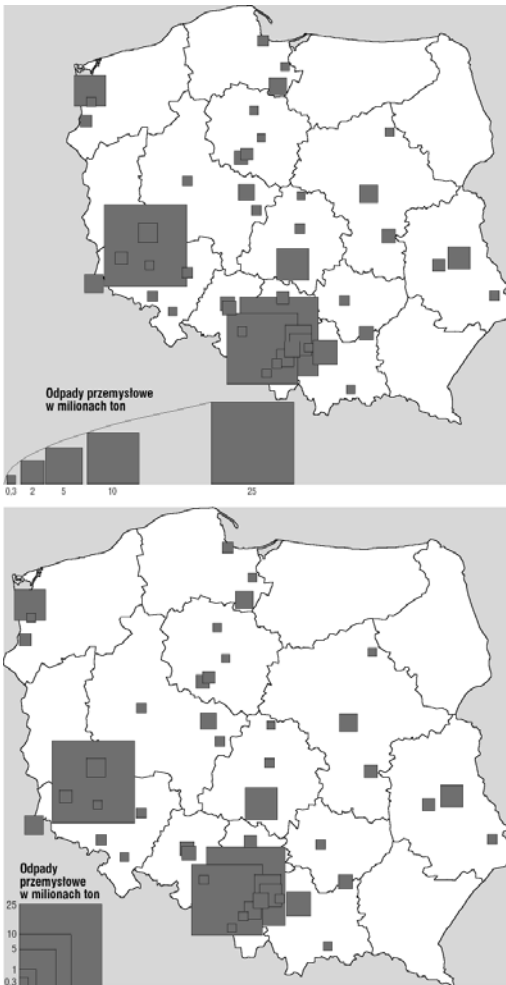 Odpady przemysłowe
w milionach ton
0,3 2 5 10 25
Odpady
przemysłowe
w milionach ton
25
10
5
1
0,3